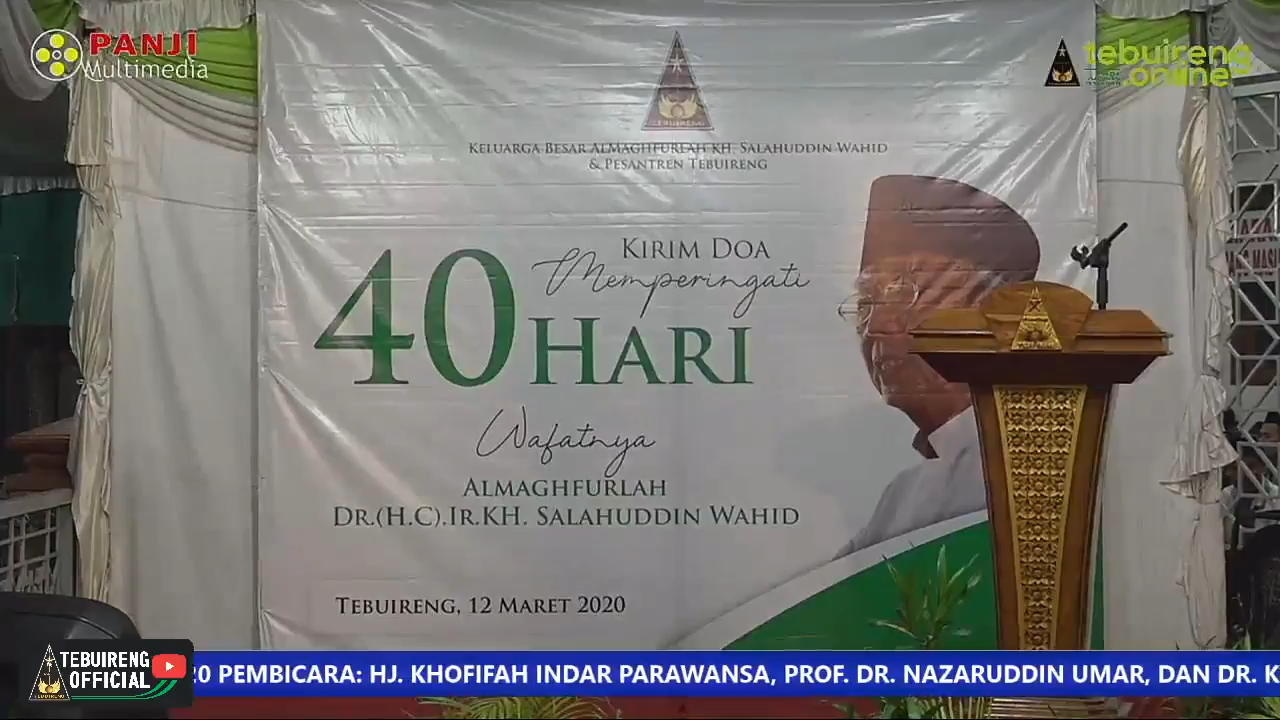 PANJI
Multimedia
tebuireng
.online
TEBUIRENG
KELUARGA BESAR ALMAGHFURLAH KH. SALAHUDDIN WAHID
& PESANTREN TEBUIRENG
KIRIM DOA
Memperingati
40 HARI
Wafatnya
ALMAGHFURLAH
DR.(H.C).IR.KH. SALAHUDDIN WAHID
TEBUIRENG, 12 MARET 2020
TEBUIRENG
OFFICIAL
20 PEMBICARA: HJ. KHOFIFAH INDAR PARAWANSA, PROF. DR. NAZARUDDIN UMAR, DAN DR. K